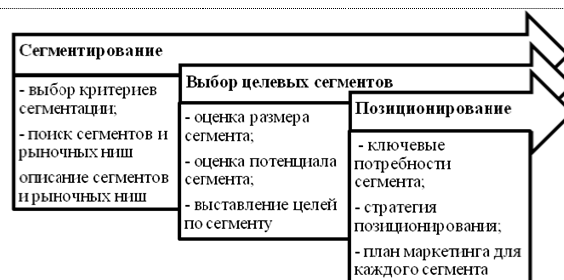 Сегментирование
- выбор критериев
сегментации;
- поиск сегментов и
рыночных ниш
описание сегментов
и рыночных ниш
Выбор целевых сегментов
- оценка размера
сегмента;
- оценка потенциала
сегмента;
- выставление целей
по сегменту
Позиционирование
- ключевые
потребности
сегмента;
- стратегия
позиционирования;
- план маркетинга для
каждого сегмента